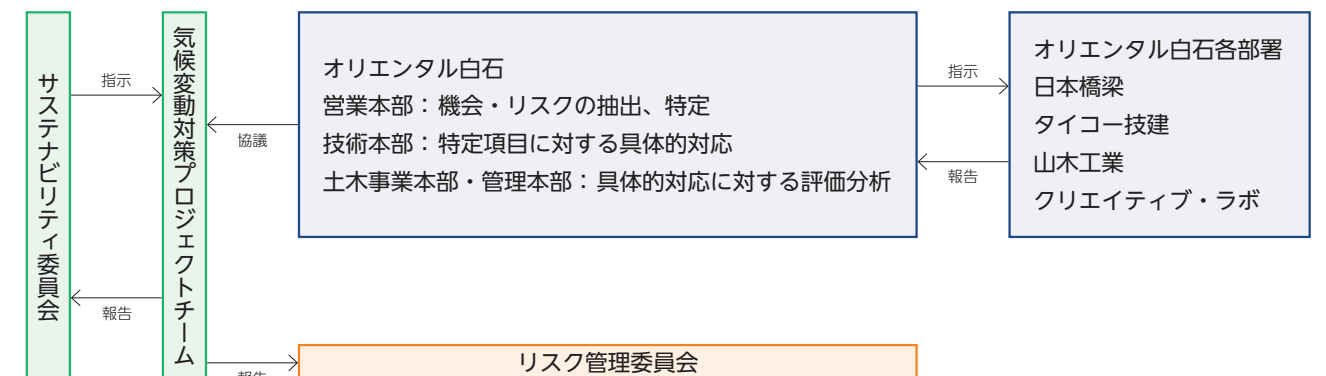 サステナビリティ委員会
指示
報告
気候変動対策プロジェクトチーム
協議
オリエンタル白石
営業本部：機会・リスクの抽出、特定
技術本部：特定項目に対する具体的対応
土木事業本部・管理本部：具体的対応に対する評価分析
指示
報告
オリエンタル白石各部署
日本橋梁
タイコー技建
山木工業
クリエイティブ・ラボ
報告
リスク管理委員会